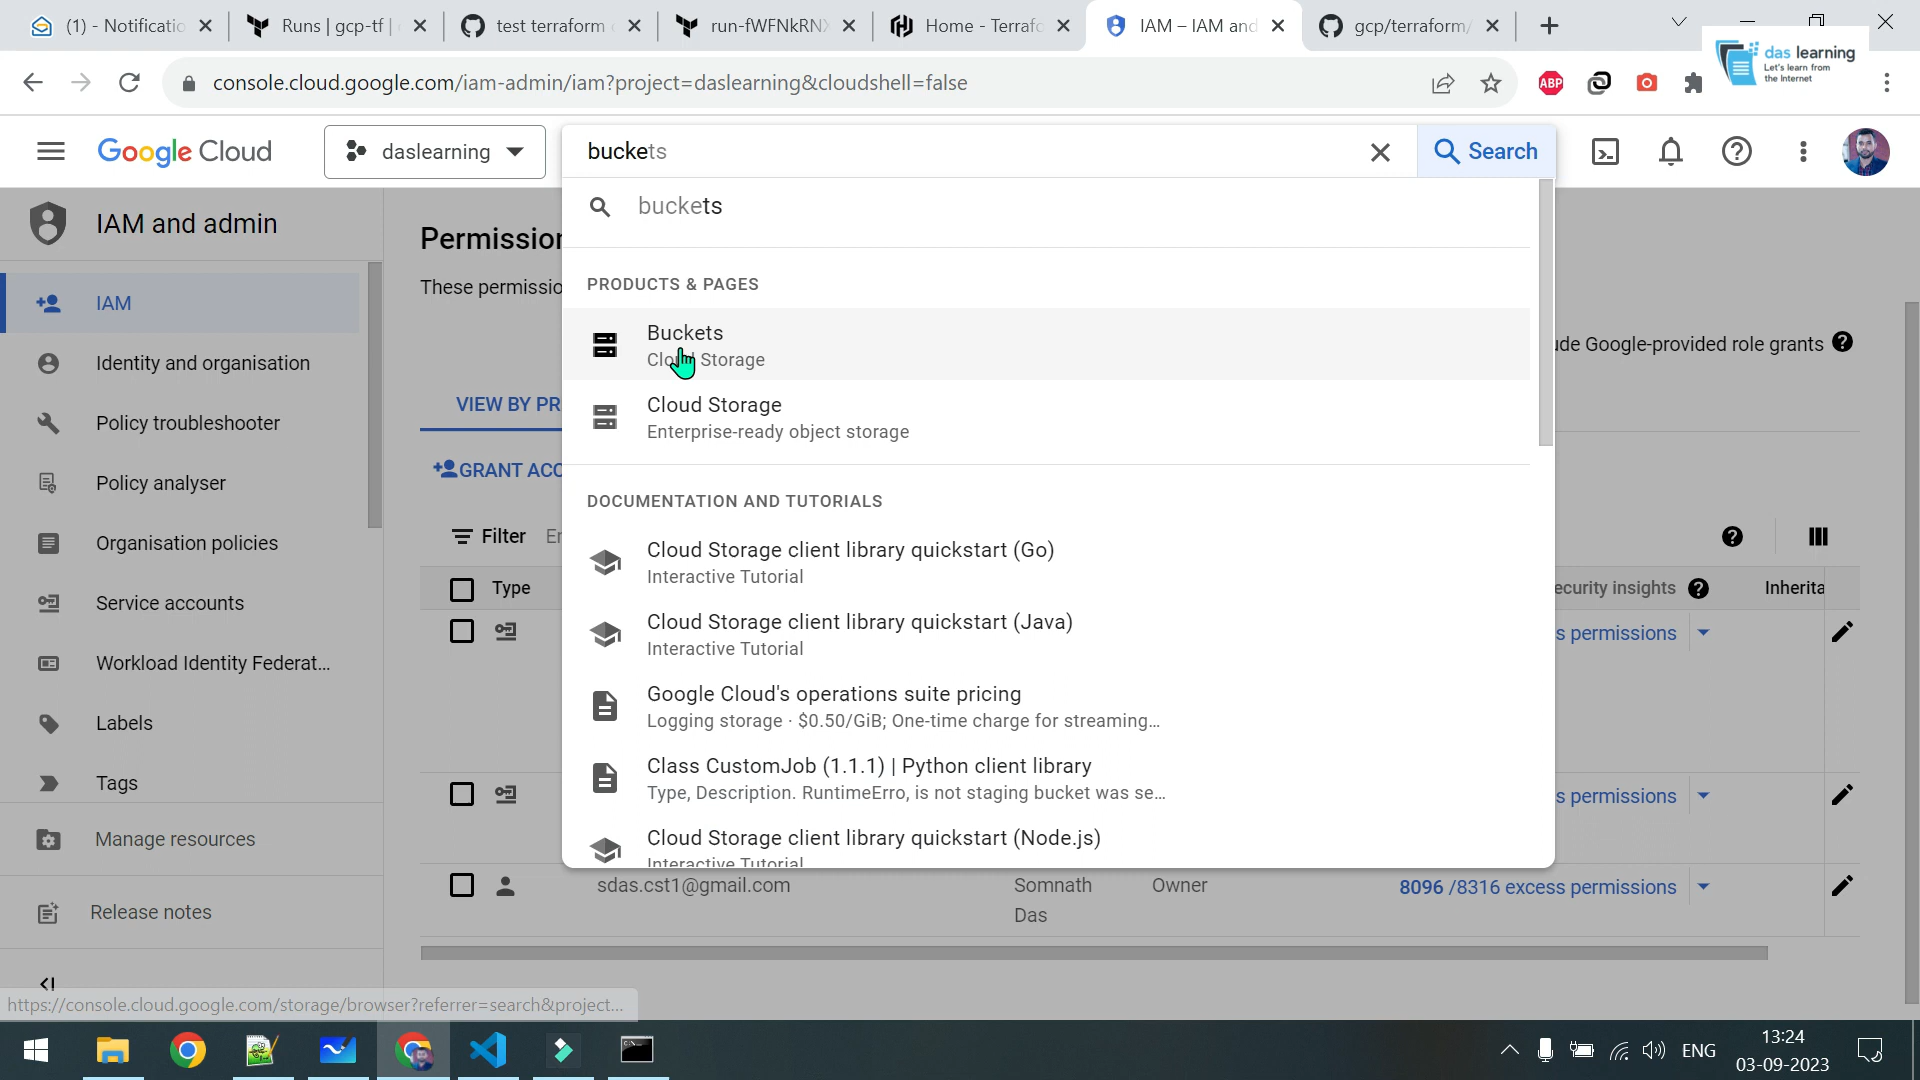 (1) - Notificatio
Runs | gcp-tf |
test terraform
run-fWFNkRN
Home - Terrafo
IAM – IAM and
gcp/terraform/
console.cloud.google.com/iam-admin/iam?project=daslearning&cloudshell=false
ABP
das learning
Let's learn from
the Internet
Google Cloud
daslearning
buckets
Search
IAM and admin
IAM
Identity and organisation
Policy troubleshooter
Policy analyser
Organisation policies
Service accounts
Workload Identity Federat...
Labels
Tags
Manage resources
Release notes
Permission
These permissio
VIEW BY PR
GRANT ACC
Filter
Type
buckets
PRODUCTS & PAGES
Buckets
Cloud Storage
Cloud Storage
Enterprise-ready object storage
DOCUMENTATION AND TUTORIALS
Cloud Storage client library quickstart (Go)
Interactive Tutorial
Cloud Storage client library quickstart (Java)
Interactive Tutorial
Google Cloud's operations suite pricing
Logging storage · $0.50/GiB; One-time charge for streaming...
Class CustomJob (1.1.1) | Python client library
Type, Description. RuntimeErro, is not staging bucket was se...
Cloud Storage client library quickstart (Node.js)
Interactive Tutorial
ude Google-provided role grants
ecurity insights
Inherita
s permissions
s permissions
sdas.cst1@gmail.com
Somnath
Das
Owner
8096 /8316 excess permissions
https://console.cloud.google.com/storage/browser?referrer=search&project...
ENG
13:24
03-09-2023